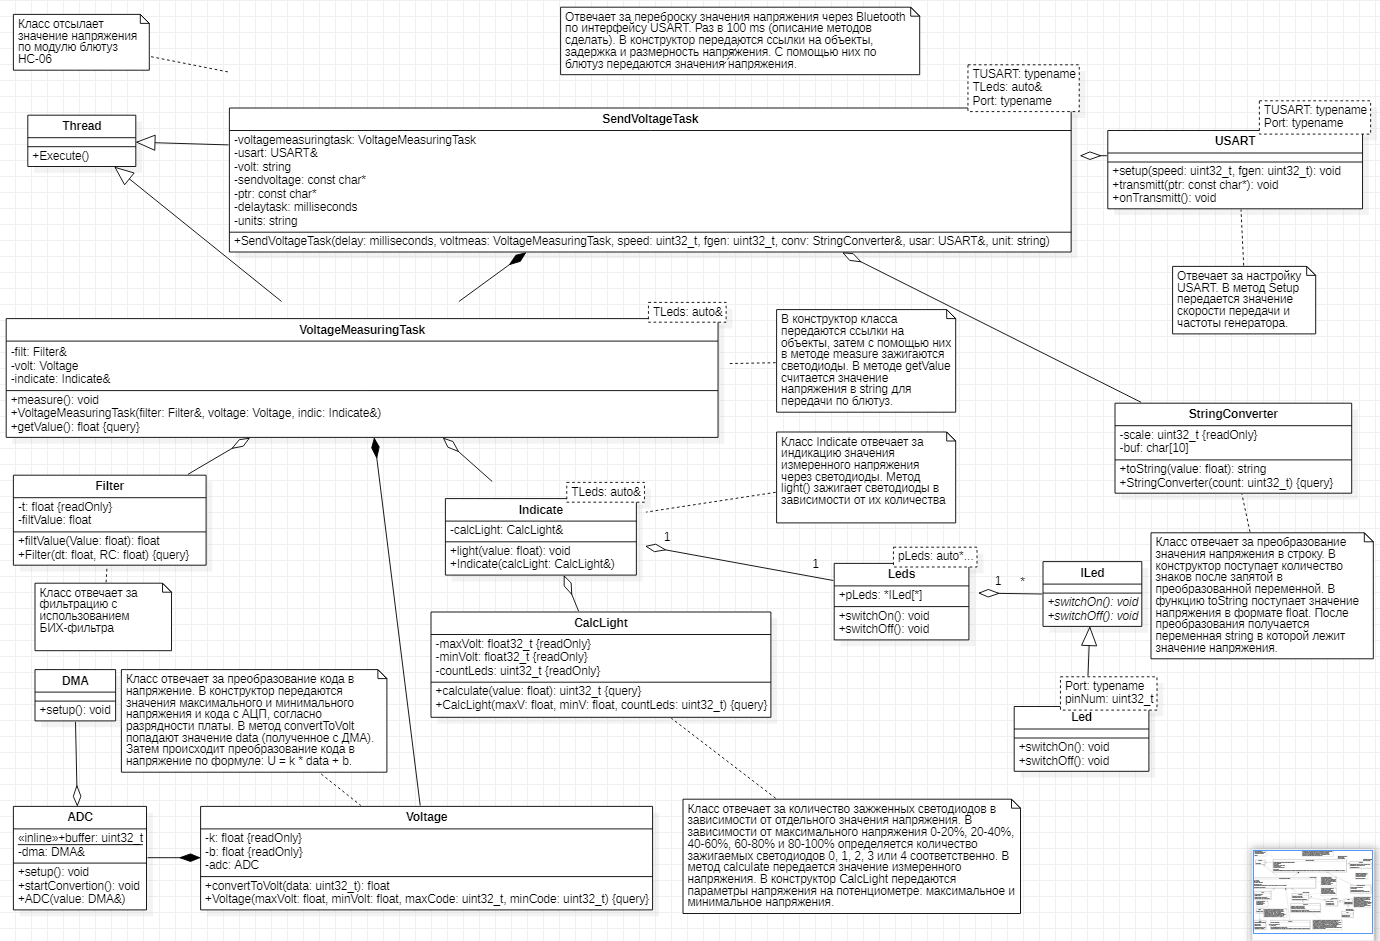 Класс отсылает
значение напряжения
по модулю блютуз
HC-06
Отвечает за переброску значения напряжения через Bluetooth
по интерфейсу USART. Раз в 100 ms (описание методов
сделать). В конструктор передаются ссылки на объекты,
задержка и размерность напряжения. С помощью них по
блютуз передаются значения напряжения.
TUSART: typename
TLeds: auto&
Port: typename
Thread
+Execute()
SendVoltageTask
-voltagemeasuringtask: VoltageMeasuringTask
-usart: USART&
-volt: string
-sendvoltage: const char*
-ptr: const char*
-delaytask: milliseconds
-units: string
+SendVoltageTask(delay: milliseconds, voltmeas: VoltageMeasuringTask, speed: uint32_t, fgen: uint32_t, conv: StringConverter&, usar: USART&, unit: string)
TUSART: typename
Port: typename
USART
+setup(speed: uint32_t, fgen: uint32_t): void
+transmitt(ptr: const char*): void
+onTransmitt(): void
Отвечает за настройку
USART. В метод Setup
передается значение
скорости передачи и
частоты генератора.
TLeds: auto&
VoltageMeasuringTask
-filt: Filter&
-volt: Voltage
-indicate: Indicate&
+measure(): void
+VoltageMeasuringTask(filter: Filter&, voltage: Voltage, indic: Indicate&)
+getValue(): float {query}
В конструктор класса
передаются ссылки на
объекты, затем с помощью них
в методе measure зажигаются
светодиоды. В методе getValue
считается значение
напряжения в string для
передачи по блютуз.
StringConverter
-scale: uint32_t {readOnly}
-buf: char[10]
+toString(value: float): string
+StringConverter(count: uint32_t) {query}
Класс Indicate отвечает за
индикацию значения
измеренного напряжения
через светодиоды. Метод
light() зажигает светодиоды в
зависимости от их количества
Filter
-t: float {readOnly}
-filtValue: float
+filtValue(Value: float): float
+Filter(dt: float, RC: float) {query}
TLeds: auto&
Indicate
-calcLight: CalcLight&
+light(value: float): void
+Indicate(calcLight: CalcLight&)
1
1
pLeds: auto*...
Leds
+pLeds: *ILed[*]
+switchOn(): void
+switchOff(): void
1
*
ILed
+switchOn(): void
+switchOff(): void
Класс отвечает за преобразование
значения напряжения в строку. В
конструктор поступает количество
знаков после запятой в
преобразованной переменной. В
функцию toString поступает значение
напряжения в формате float. После
преобразования получается
переменная string в которой лежит
значение напряжения.
Класс отвечает за
фильтрацию с
использованием
БИХ-фильтра
CalcLight
-maxVolt: float32_t {readOnly}
-minVolt: float32_t {readOnly}
-countLeds: uint32_t {readOnly}
+calculate(value: float): uint32_t {query}
+CalcLight(maxV: float, minV: float, countLeds: uint32_t) {query}
DMA
+setup(): void
Класс отвечает за преобразование кода в
напряжение. В конструктор передаются
значения максимального и минимального
напряжения и кода с АЦП, согласно
разрядности платы. В метод convertToVolt
попадают значение data (полученное с ДМА).
Затем происходит преобразование кода в
напряжение по формуле: U = k * data + b.
Port: typename
pinNum: uint32_t
Led
+switchOn(): void
+switchOff(): void
ADC
«inline»+buffer: uint32_t
-dma: DMA&
+setup(): void
+startConvertion(): void
+ADC(value: DMA&)
Voltage
-k: float {readOnly}
-b: float {readOnly}
-adc: ADC
+convertToVolt(data: uint32_t): float
+Voltage(maxVolt: float, minVolt: float, maxCode: uint32_t, minCode: uint32_t) {query}
Класс отвечает за количество зажженных светодиодов в
зависимости от отдельного значения напряжения. В
зависимости от максимального напряжения 0-20%, 20-40%,
40-60%, 60-80% и 80-100% определяется количество
зажигаемых светодиодов 0, 1, 2, 3 или 4 соответственно. В
метод calculate передается значение измеренного
напряжения. В конструктор CalcLight передаются
параметры напряжения на потенциометре: максимальное и
минимальное напряжения.